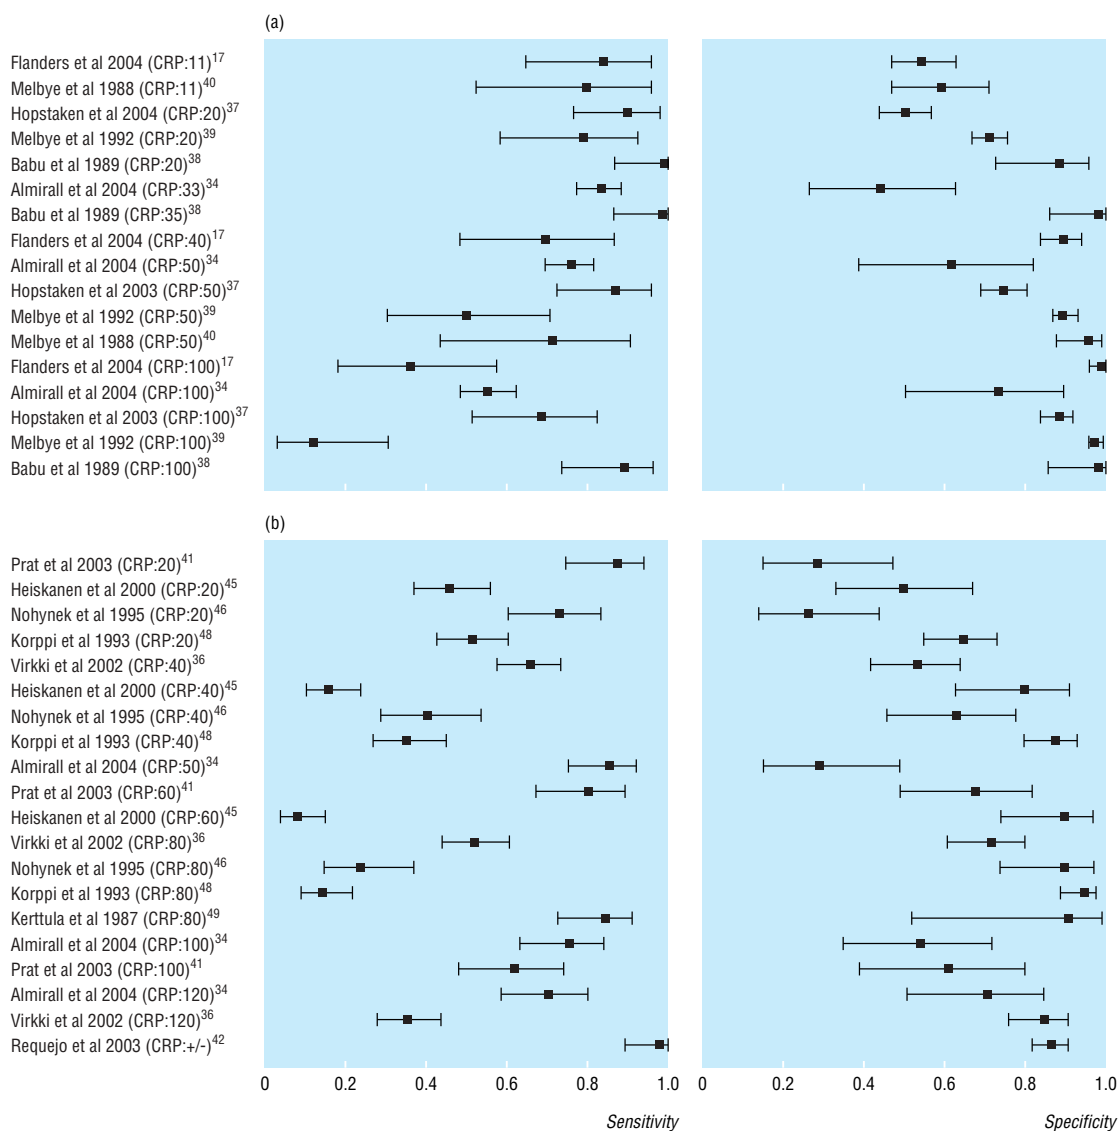 (a)
Flanders et al 2004 (CRP:11)17
Melbye et al 1988 (CRP:11)40
Hopstaken et al 2004 (CRP:20)37
Melbye et al 1992 (CRP:20)39
Babu et al 1989 (CRP:20)38
Almirall et al 2004 (CRP:33)34
Babu et al 1989 (CRP:35)38
Flanders et al 2004 (CRP:40)17
Almirall et al 2004 (CRP:50)34
Hopstaken et al 2003 (CRP:50)37
Melbye et al 1992 (CRP:50)39
Melbye et al 1988 (CRP:50)40
Flanders et al 2004 (CRP:100)17
Almirall et al 2004 (CRP:100)34
Hopstaken et al 2003 (CRP:100)37
Melbye et al 1992 (CRP:100)39
Babu et al 1989 (CRP:100)38
(b)
Prat et al 2003 (CRP:20)41
Heiskanen et al 2000 (CRP:20)45
Nohynek et al 1995 (CRP:20)46
Korppi et al 1993 (CRP:20)48
Virkki et al 2002 (CRP:40)36
Heiskanen et al 2000 (CRP:40)45
Nohynek et al 1995 (CRP:40)46
Korppi et al 1993 (CRP:40)48
Almirall et al 2004 (CRP:50)34
Prat et al 2003 (CRP:60)41
Heiskanen et al 2000 (CRP:60)45
Virkki et al 2002 (CRP:80)36
Nohynek et al 1995 (CRP:80)46
Korppi et al 1993 (CRP:80)48
Kerttula et al 1987 (CRP:80)49
Almirall et al 2004 (CRP:100)34
Prat et al 2003 (CRP:100)41
Almirall et al 2004 (CRP:120)34
Virkki et al 2002 (CRP:120)36
Requejo et al 2003 (CRP:+/-)42
0 0.2 0.4 0.6 0.8 1.0 0 0.2 0.4 0.6 0.8 1.0
Sensitivity Specificity